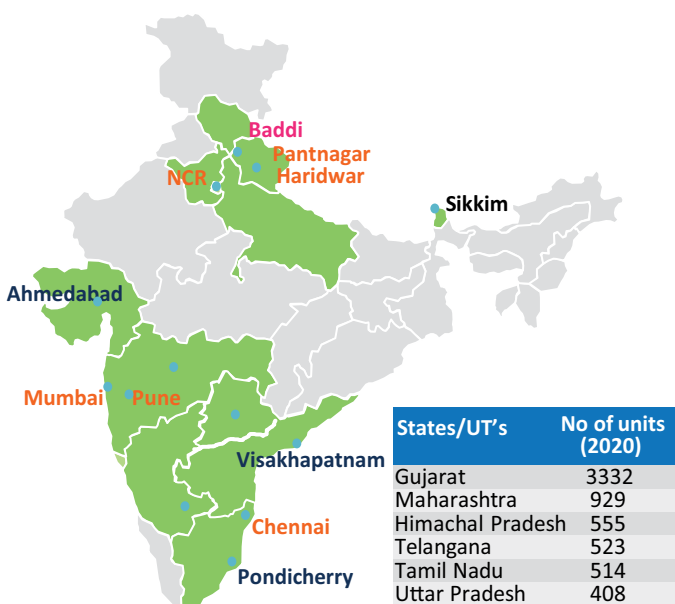 Baddi
Pantnagar
Haridwar
NCR
Sikkim
Ahmedabad
Mumbai
Pune
Visakhapatnam
Chennai
Pondicherry
States/UT's No of units
(2020)
Gujarat 3332
Maharashtra 929
Himachal Pradesh 555
Telangana 523
Tamil Nadu 514
Uttar Pradesh 408